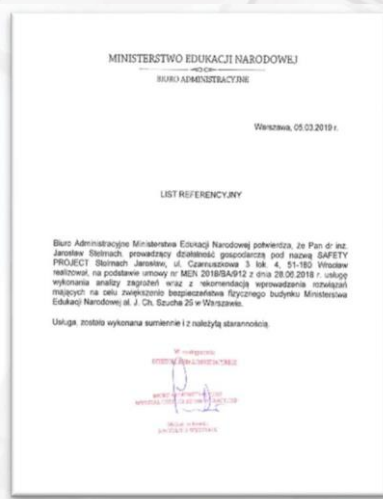 MINISTERSTWO EDUKACJI NARODOWEJ
BIURO ADMINISTRACYJNE
Warszawa, 05.03.2019 r.
LIST REFERENCYJNY
Biuro Administracyjne Ministerstwa Edukacji Narodowej potwierdza, że Pan dr inż.
Jarosław Stelmach, prowadzący działalność gospodarczą pod nazwą SAFETY
PROJECT Stelmach Jarosław, ul. Czarnuszkowa 3 lok. 4, 51-180 Wrocław
realizował, na podstawie umowy nr MEN 2018/BA/912 z dnia 28.06.2018 r. usługę
wykonania analizy zagrożeń wraz z rekomendacją wprowadzenia rozwiązań
mających na celu zwiększenie bezpieczeństwa fizycznego budynku Ministerstwa
Edukacji Narodowej al. J. Ch. Szucha 25 w Warszawie.
Usługa, zostało wykonana sumiennie i z należytą starannością.